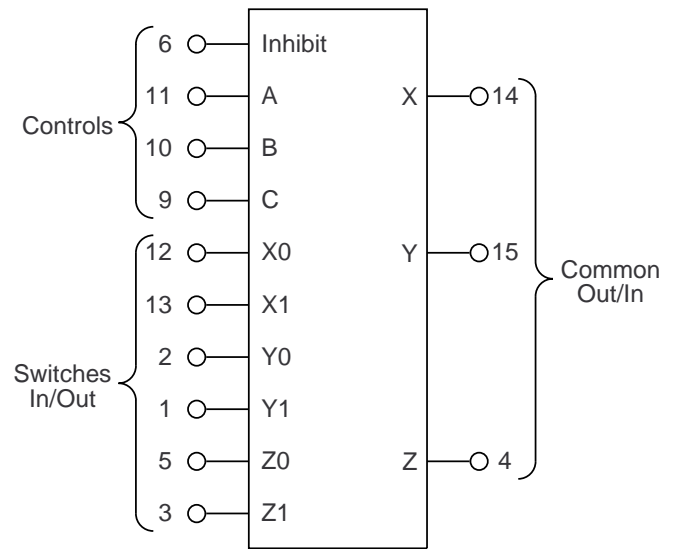 Controls
6 Inhibit
11 A
10 B
9 C
Switches
In/Out
12 X0
13 X1
2 Y0
1 Y1
5 Z0
3 Z1
X 14
Y 15
Z 4
Common
Out/In